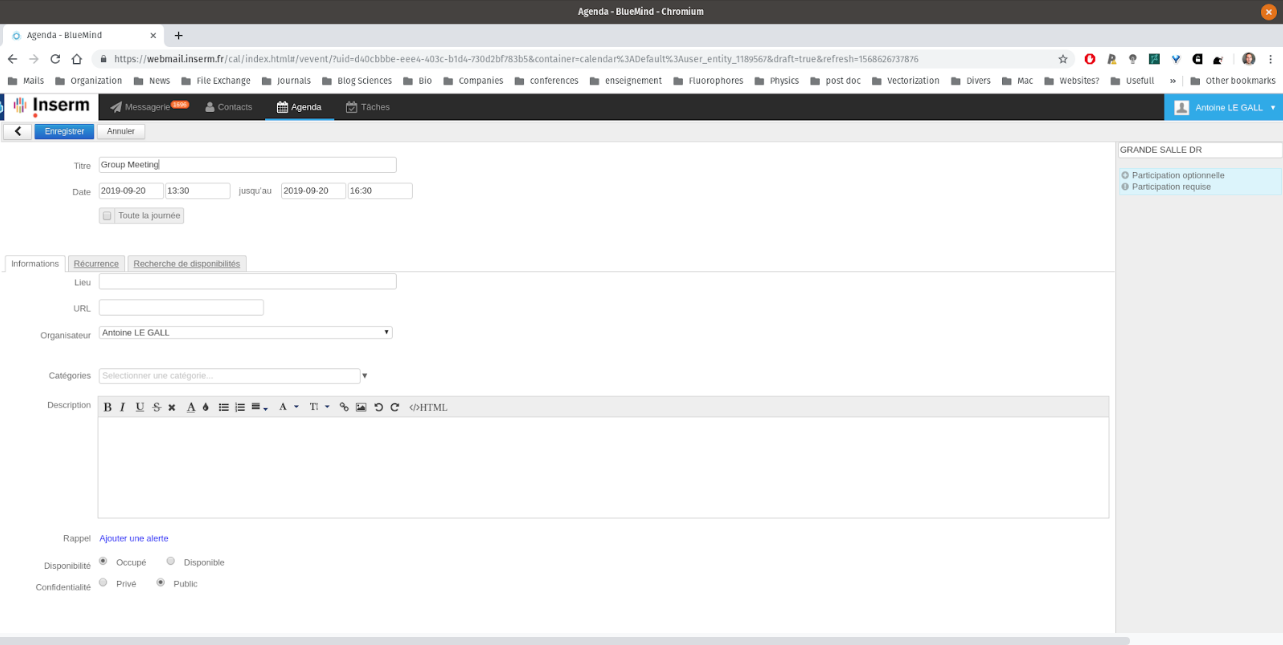 Agenda - BlueMind - Chromium
Agenda - BlueMind
https://webmail.inserm.fr/cal/index.html#/vevent/?uid=d40cbbbe-eee4-403c-b1d4-730d2bf783b5&container=calendar%3ADefault%3Auser_entity_1189567&draft=true&refresh=1568626737876
Mails Organization News File Exchange Journals Blog Sciences Bio Companies conferences enseignement Fluorophores Physics post doc Vectorization Divers Mac Websites? Usefull » Other bookmarks
Inserm Messagerie Contacts Agenda Tâches Antoine LE GALL
Enregistrer Annuler
GRANDE SALLE DR
Participation optionnelle
Participation requise
Titre Group Meeting
Date 2019-09-20 13:30 jusqu'au 2019-09-20 16:30
Toute la journée
Informations Récurrence Recherche de disponibilités
Lieu
URL
Organisateur Antoine LE GALL
Catégories Selectionner une catégorie...
Description B I U S A A T </>HTML
Rappel Ajouter une alerte
Disponibilité Occupé Disponible
Confidentialité Privé Public